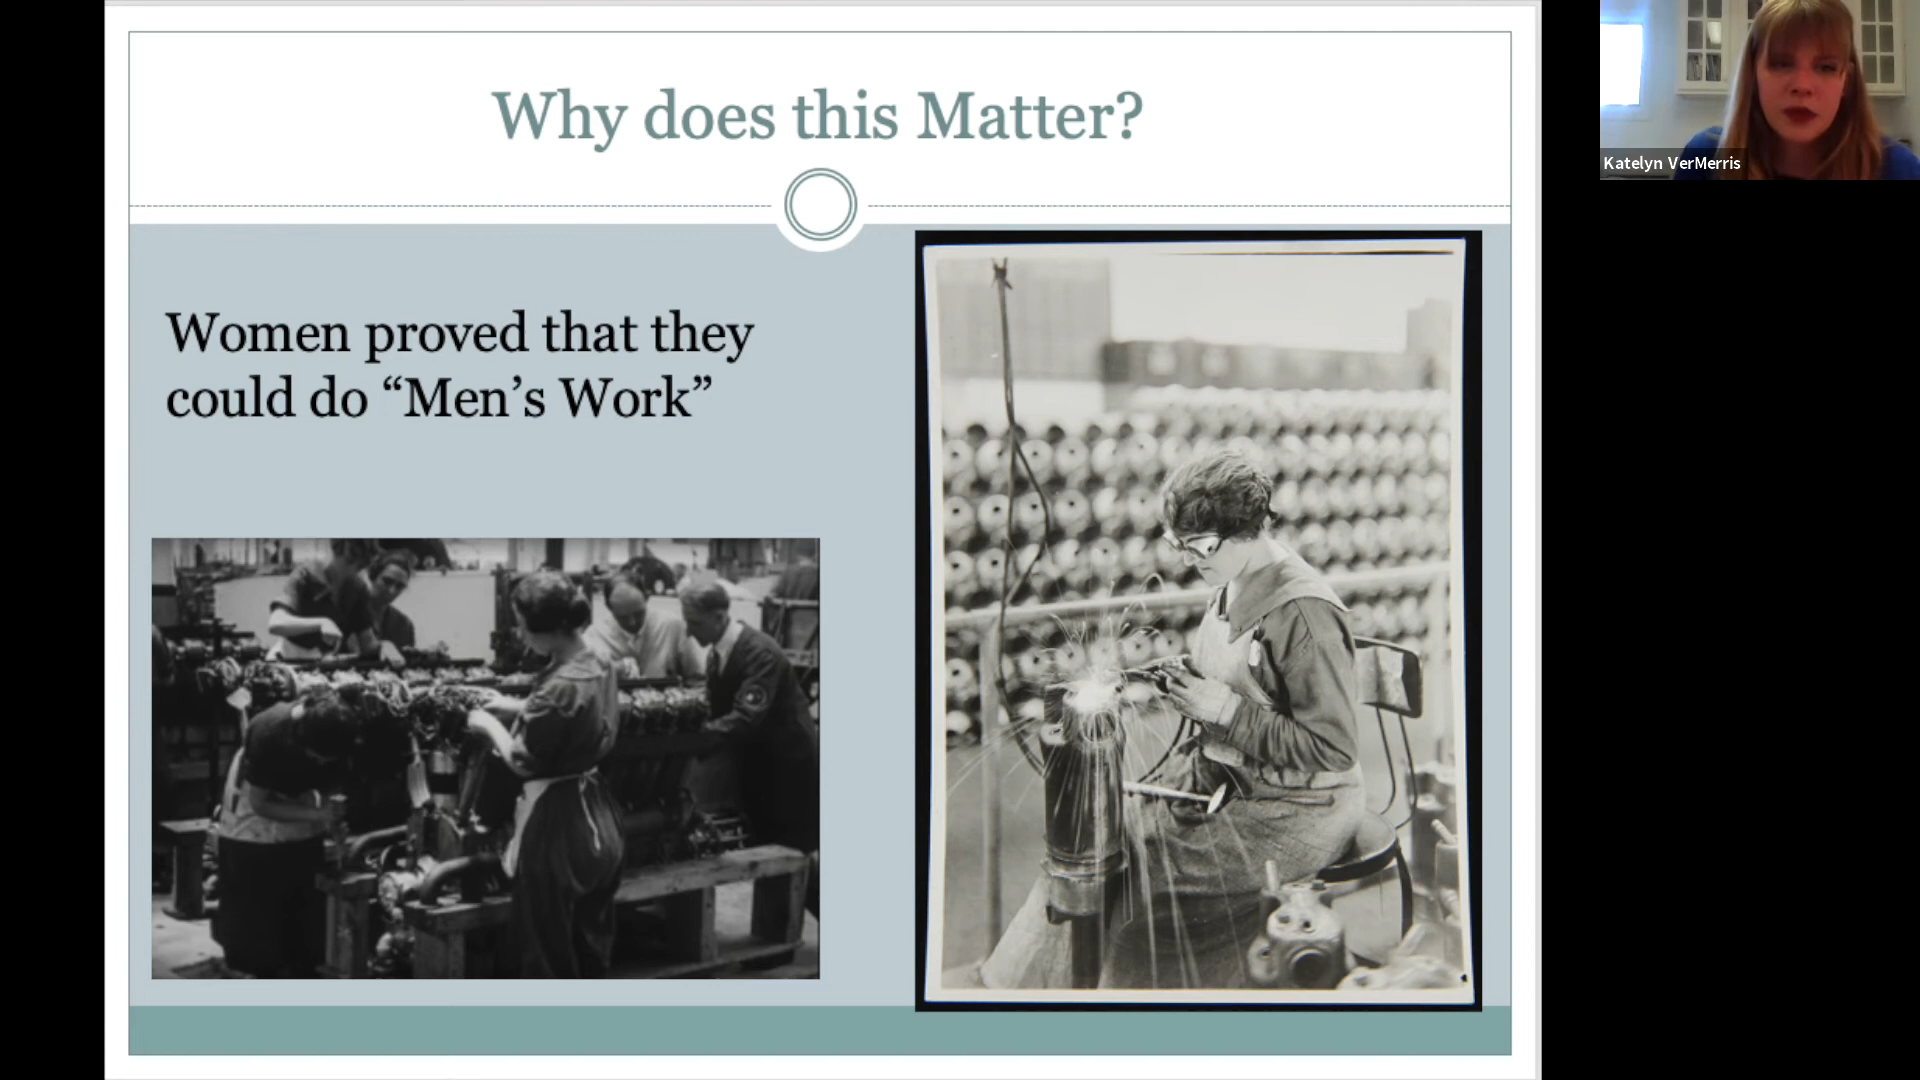 Why does this Matter?
Women proved that they
could do “Men’s Work”
Katelyn VerMerris